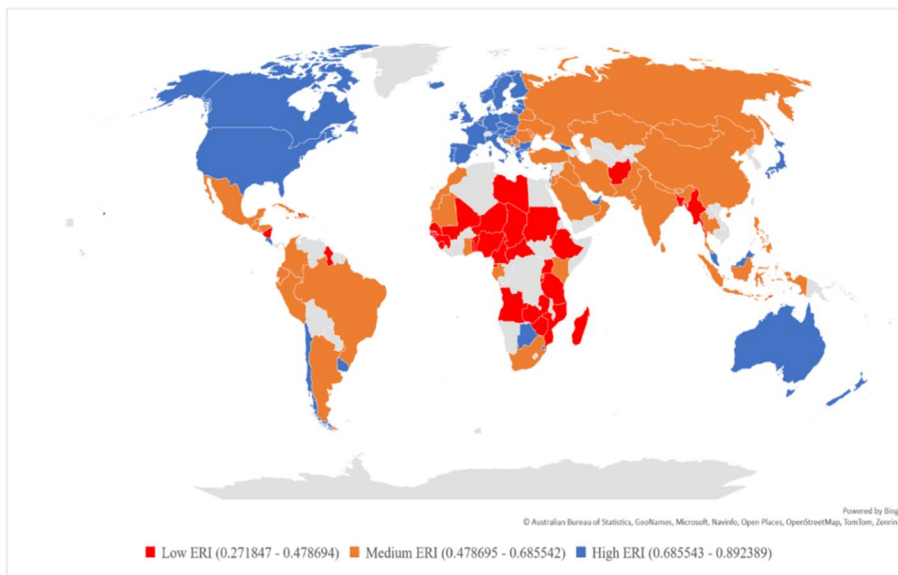 Powered by Bing
© Australian Bureau of Statistics, GeoNames, Microsoft, Navinfo, Open Places, OpenStreetMap, TomTom, Zenrin
Low ERI (0.271847 - 0.478694) Medium ERI (0.478695 - 0.685542) High ERI (0.685543 - 0.892389)